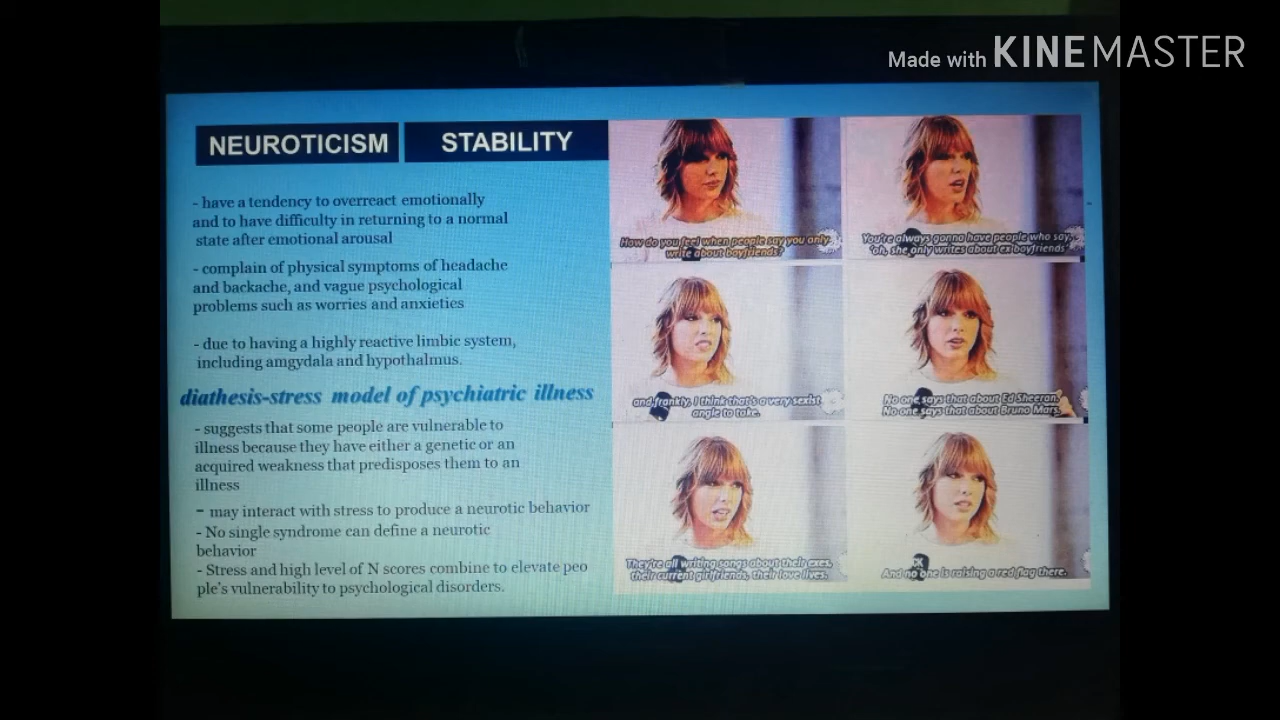 Made with KINEMASTER
NEUROTICISM
STABILITY
- have a tendency to overreact emotionally
and to have difficulty in returning to a normal
state after emotional arousal
- complain of physical symptoms of headache
and backache, and vague psychological
problems such as worries and anxieties
- due to having a highly reactive limbic system,
including amgydala and hypothalmus.
diathesis-stress model of psychiatric illness
- suggests that some people are vulnerable to
illness because they have either a genetic or an
acquired weakness that predisposes them to an
illness
- may interact with stress to produce a neurotic behavior
- No single syndrome can define a neurotic
behavior
- Stress and high level of N scores combine to elevate peo
ple's vulnerability to psychological disorders.
How do you feel when people say you only
write about boyfriends?
You're always gonna have people who say,
'oh, she only writes about ex boyfriends'
and frankly, I think that's a very sexist
angle to take.
No one says that about Ed Sheeran.
No one says that about Bruno Mars.
They're all writing songs about their exes,
their current girlfriends, their love lives.
And no one is raising a red flag there.